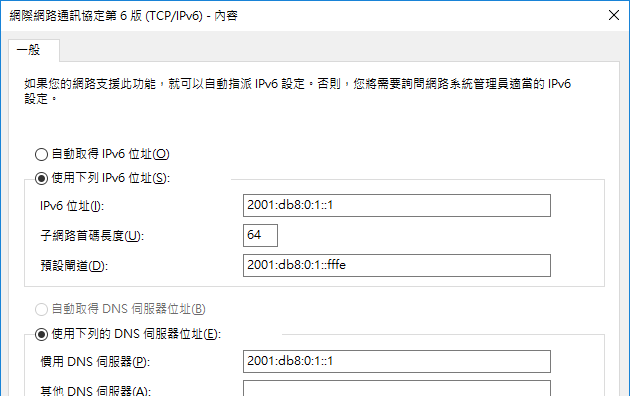 網際網路通訊協定第 6 版 (TCP/IPv6) - 內容
一般
如果您的網路支援此功能，就可以自動指派 IPv6 設定。否則，您將需要詢問網路系統管理員適當的 IPv6
設定。
自動取得 IPv6 位址(O)
使用下列 IPv6 位址(S):
IPv6 位址(I): 2001:db8:0:1::1
子網路首碼長度(U): 64
預設閘道(D): 2001:db8:0:1::fffe
自動取得 DNS 伺服器位址(B)
使用下列的 DNS 伺服器位址(E):
慣用 DNS 伺服器(P): 2001:db8:0:1::1
其他 DNS 伺服器(A):